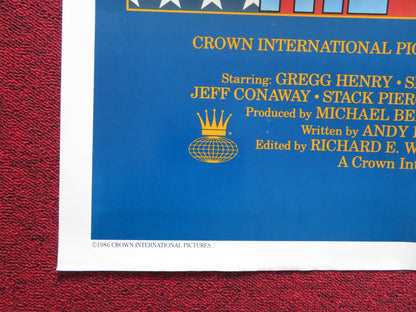 CROWN INTERNATIONAL PIC
Starring: GREGG HENRY •
JEFF CONAWAY • STACK PIER
Produced by MICHAEL BE
Written by ANDY
Edited by RICHARD E. W
A Crown Int
©1986 CROWN INTERNATIONAL PICTURES